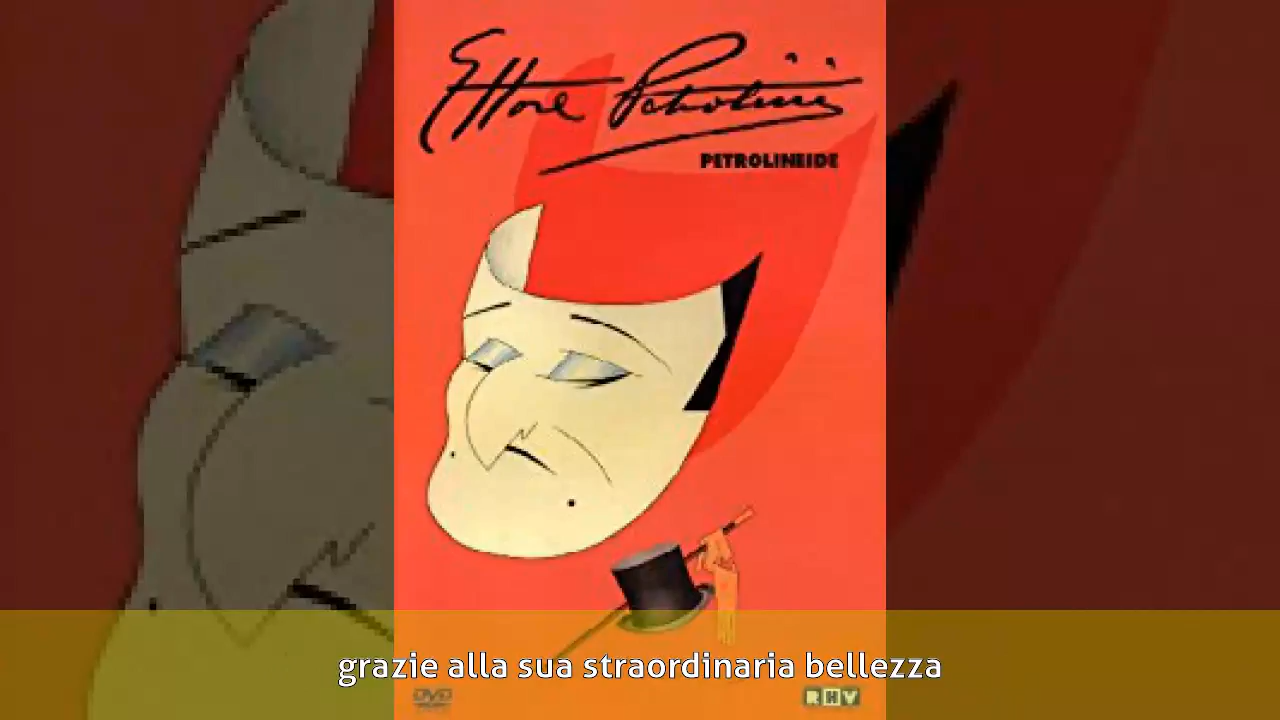 Ettore Petrolini
PETROLINEIDE
grazie alla sua straordinaria bellezza
DVD
RHV